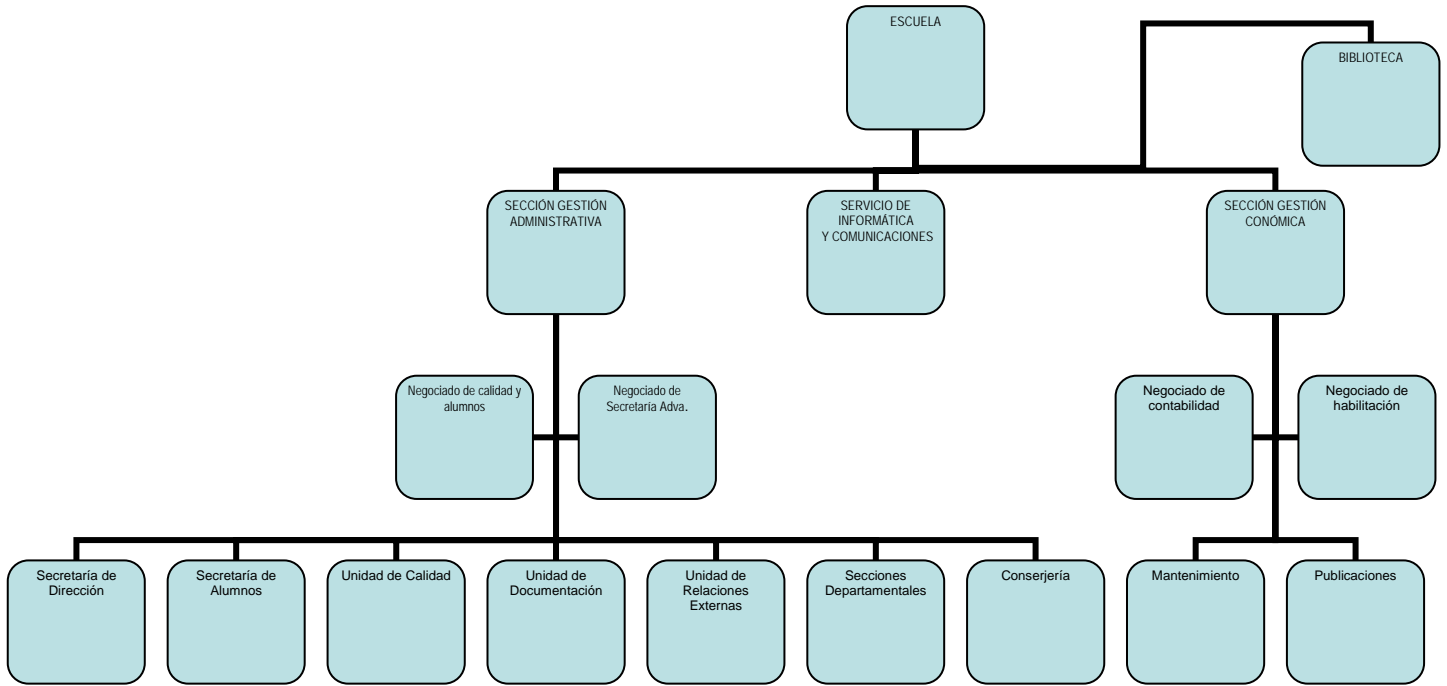 ESCUELA
BIBLIOTECA
SECCIÓN GESTIÓN
ADMINISTRATIVA
SERVICIO DE
INFORMÁTICA
Y COMUNICACIONES
SECCIÓN GESTIÓN
CONÓMICA
Negociado de calidad y
alumnos
Negociado de
Secretaría Adva.
Negociado de
contabilidad
Negociado de
habilitación
Secretaría de
Dirección
Secretaría de
Alumnos
Unidad de Calidad
Unidad de
Documentación
Unidad de
Relaciones
Externas
Secciones
Departamentales
Conserjería
Mantenimiento
Publicaciones